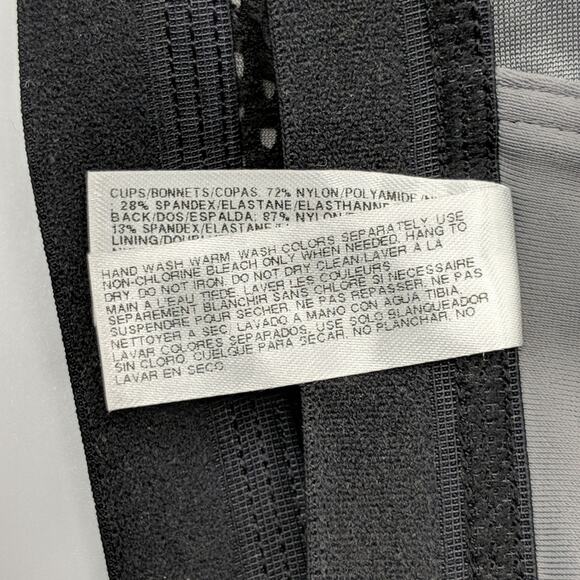 CUPS/BONNETS/COPAS: 72% NYLON/POLYAMIDE
28% SPANDEX/ELASTANE/ELASTHANNE
BACK/DOS/ESPALDA: 87% NYLON
13% SPANDEX/ELASTANE
LINING
HAND WASH WARM. WASH COLORS SEPARATELY. USE
NON-CHLORINE BLEACH ONLY WHEN NEEDED. HANG TO
DRY. DO NOT IRON. DO NOT DRY CLEAN/LAVER A LA
MAIN A L'EAU TIEDE. LAVER LES COULEURS
SEPAREMENT BLANCHIR SANS CHLORE SI NECESSAIRE
SUSPENDRE POUR SECHER. NE PAS REPASSER. NE PAS
NETTOYER A SEC. LAVADO A MANO CON AGUA TIBIA.
LAVAR COLORES SEPARADOS. USE SOLO BLANQUEADOR
SIN CLORO. CUELQUE PARA SECAR. NO PLANCHAR. NO
LAVAR EN SECO.